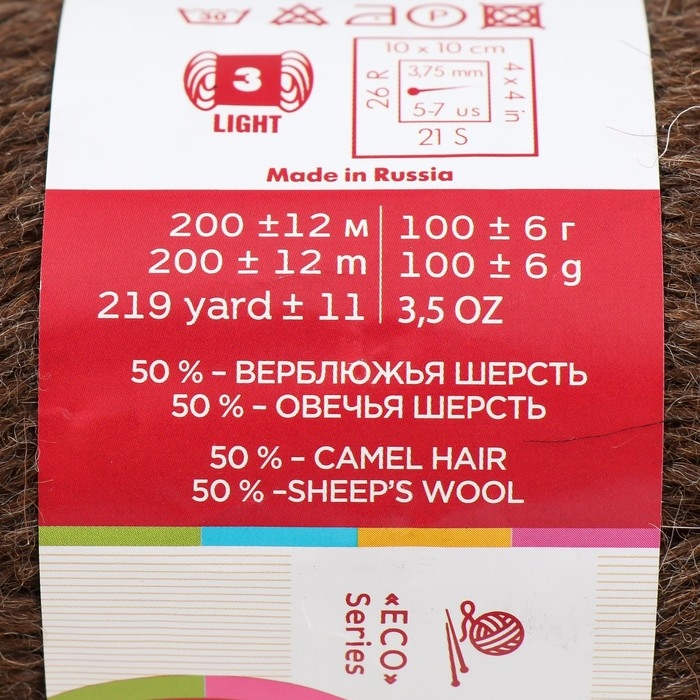 30 P
3 10 x 10 cm
26 R 3,75 mm 4 x 4 in
5-7 us
LIGHT 21 S
Made in Russia
200 ±12 м 100 ± 6 г
200 ± 12 m 100 ± 6 g
219 yard ± 11 3,5 OZ
50 % – ВЕРБЛЮЖЬЯ ШЕРСТЬ
50 % – ОВЕЧЬЯ ШЕРСТЬ
50 % – CAMEL HAIR
50 % –SHEEP'S WOOL
«ECO»
Series